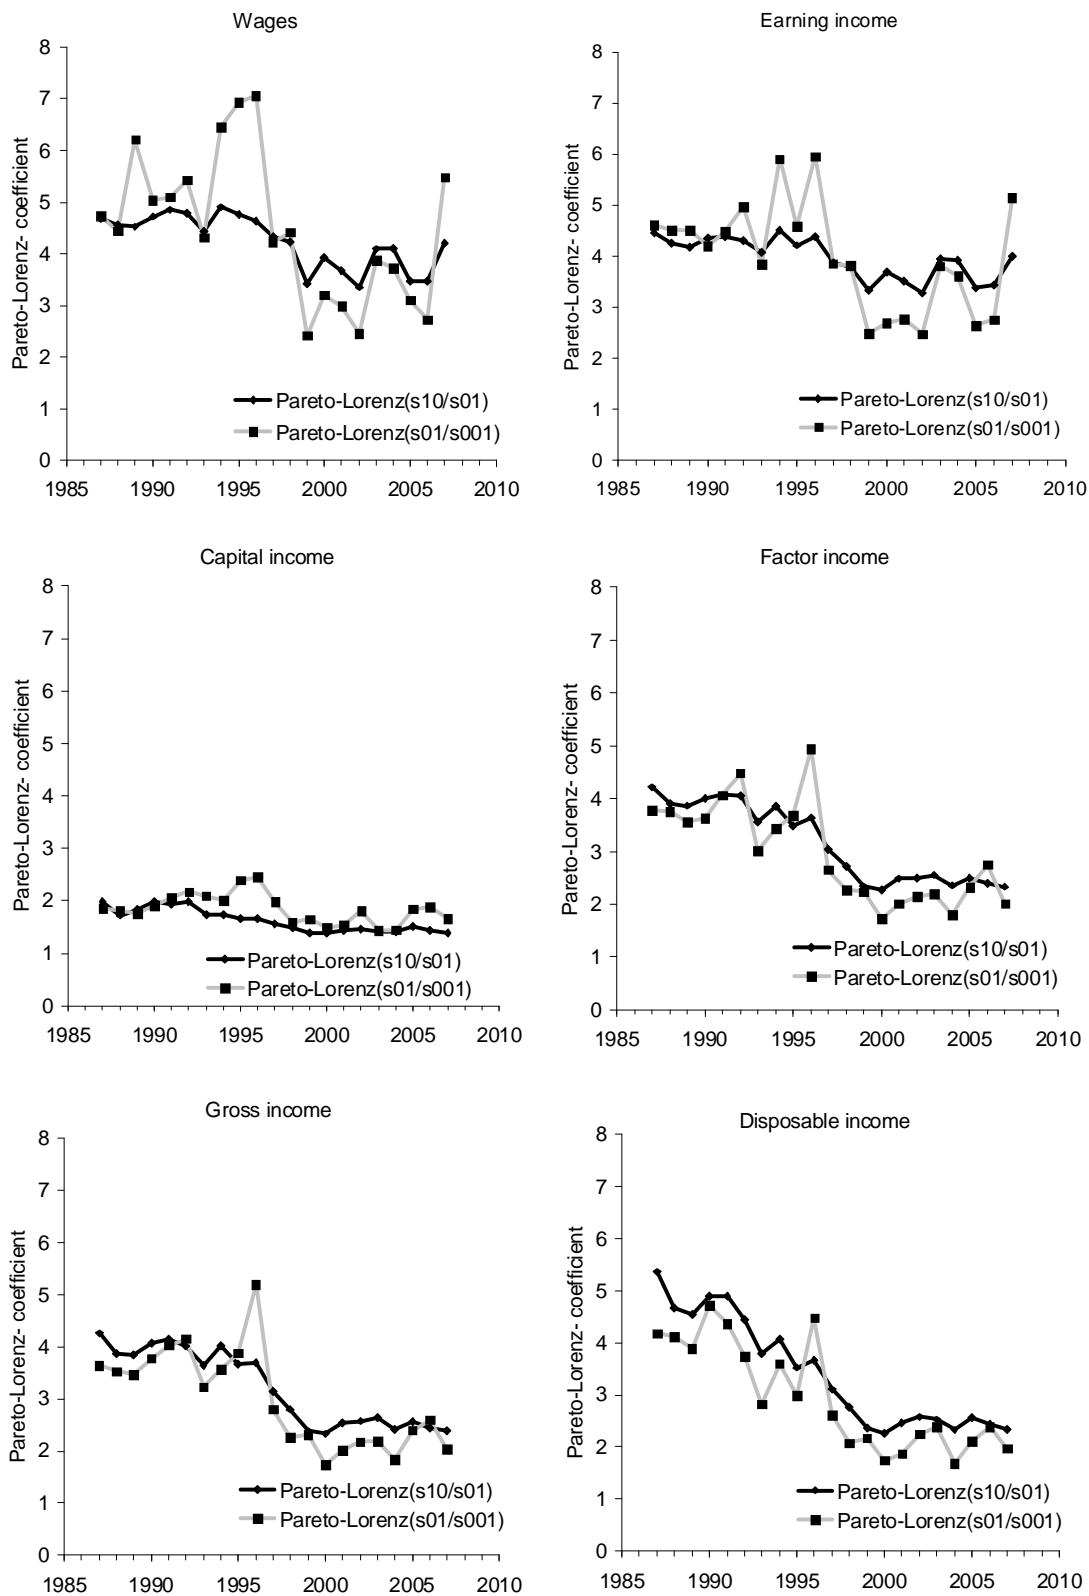 Wages
8
7
6
5
4
3
2
1
0
Pareto-Lorenz- coefficient
Pareto-Lorenz(s10/s01)
Pareto-Lorenz(s01/s001)
1985 1990 1995 2000 2005 2010
Earning income
8
7
6
5
4
3
2
1
0
Pareto-Lorenz- coefficient
Pareto-Lorenz(s10/s01)
Pareto-Lorenz(s01/s001)
1985 1990 1995 2000 2005 2010
Capital income
8
7
6
5
4
3
2
1
0
Pareto-Lorenz- coefficient
Pareto-Lorenz(s10/s01)
Pareto-Lorenz(s01/s001)
1985 1990 1995 2000 2005 2010
Factor income
8
7
6
5
4
3
2
1
0
Pareto-Lorenz- coefficient
Pareto-Lorenz(s10/s01)
Pareto-Lorenz(s01/s001)
1985 1990 1995 2000 2005 2010
Gross income
8
7
6
5
4
3
2
1
0
Pareto-Lorenz- coefficient
Pareto-Lorenz(s10/s01)
Pareto-Lorenz(s01/s001)
1985 1990 1995 2000 2005 2010
Disposable income
8
7
6
5
4
3
2
1
0
Pareto-Lorenz- coefficient
Pareto-Lorenz(s10/s01)
Pareto-Lorenz(s01/s001)
1985 1990 1995 2000 2005 2010